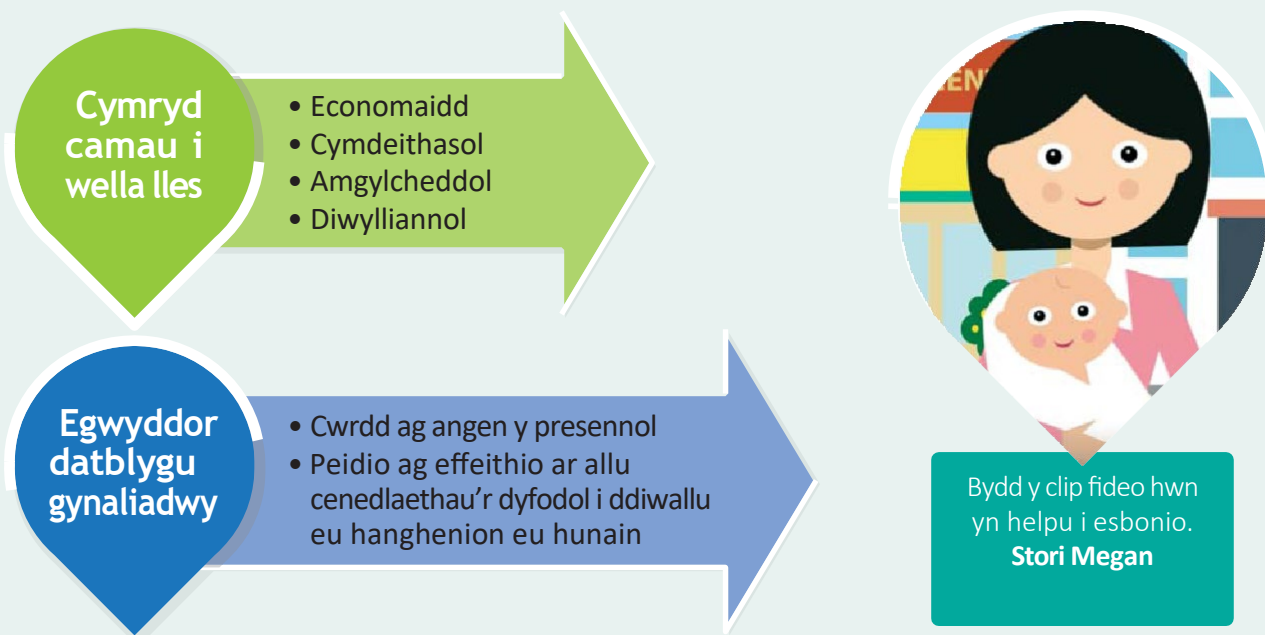 Cymryd
camau i
wella lles
• Economaidd
• Cymdeithasol
• Amgylcheddol
• Diwylliannol
Egwyddor
datblygu
gynaliadwy
• Cwrdd ag angen y presennol
• Peidio ag effeithio ar allu
cenedlaethau'r dyfodol i ddiwallu
eu hanghenion eu hunain
Bydd y clip fideo hwn
yn helpu i esbonio.
Stori Megan